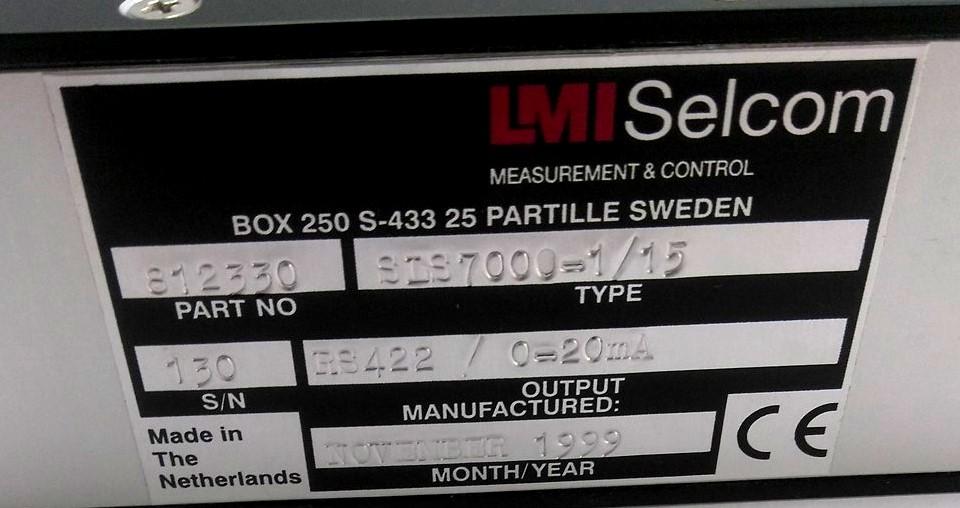 LMI Selcom
MEASUREMENT & CONTROL
BOX 250 S-433 25 PARTILLE SWEDEN
812330 SLS7000-1/15
PART NO TYPE
130 RS422 / 0-20mA
S/N OUTPUT
MANUFACTURED:
Made in
The
Netherlands
NOVEMBER 1999
MONTH/YEAR
CE